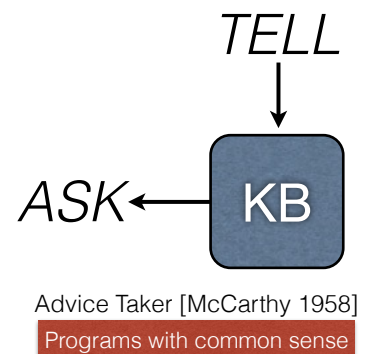 TELL
ASK
KB
Advice Taker [McCarthy 1958]
Programs with common sense